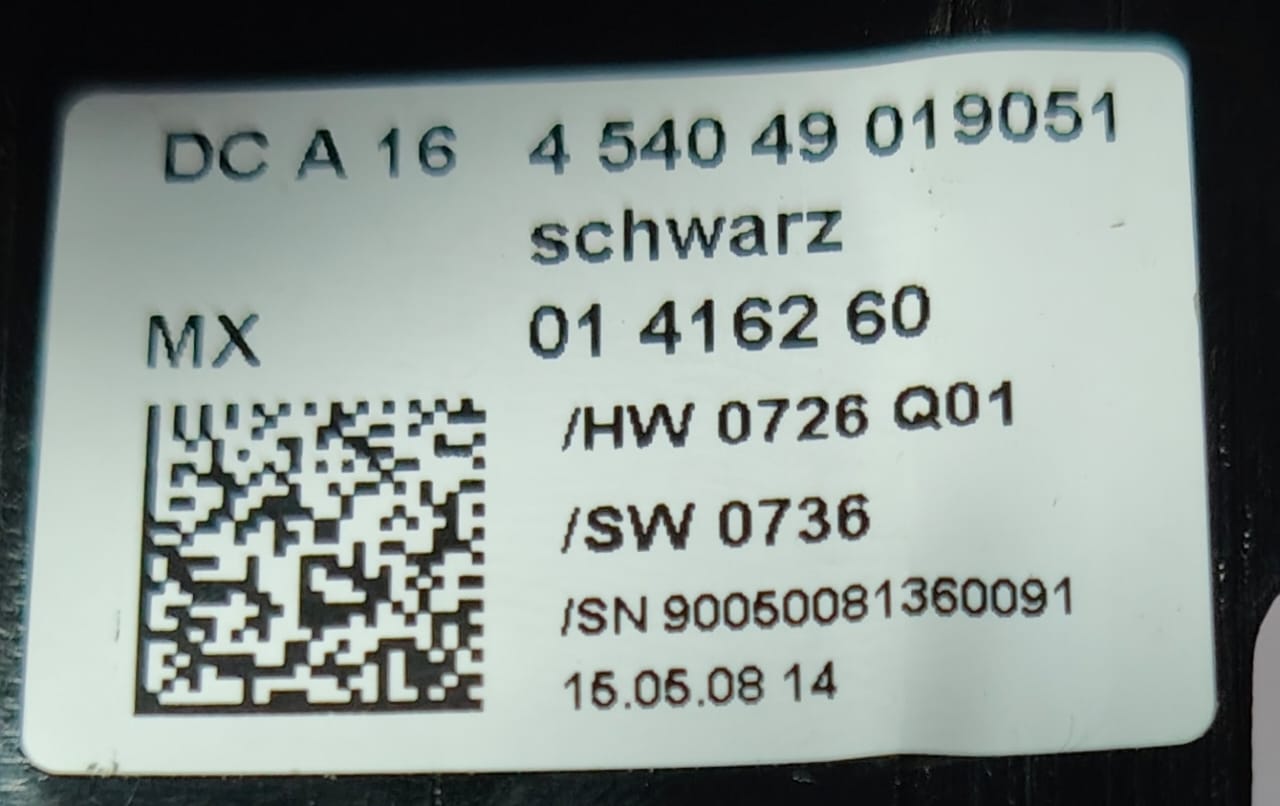 DC A 16 4 540 49 019051
schwarz
MX 01 4162 60
/HW 0726 Q01
/SW 0736
/SN 90050081360091
15.05.08 14